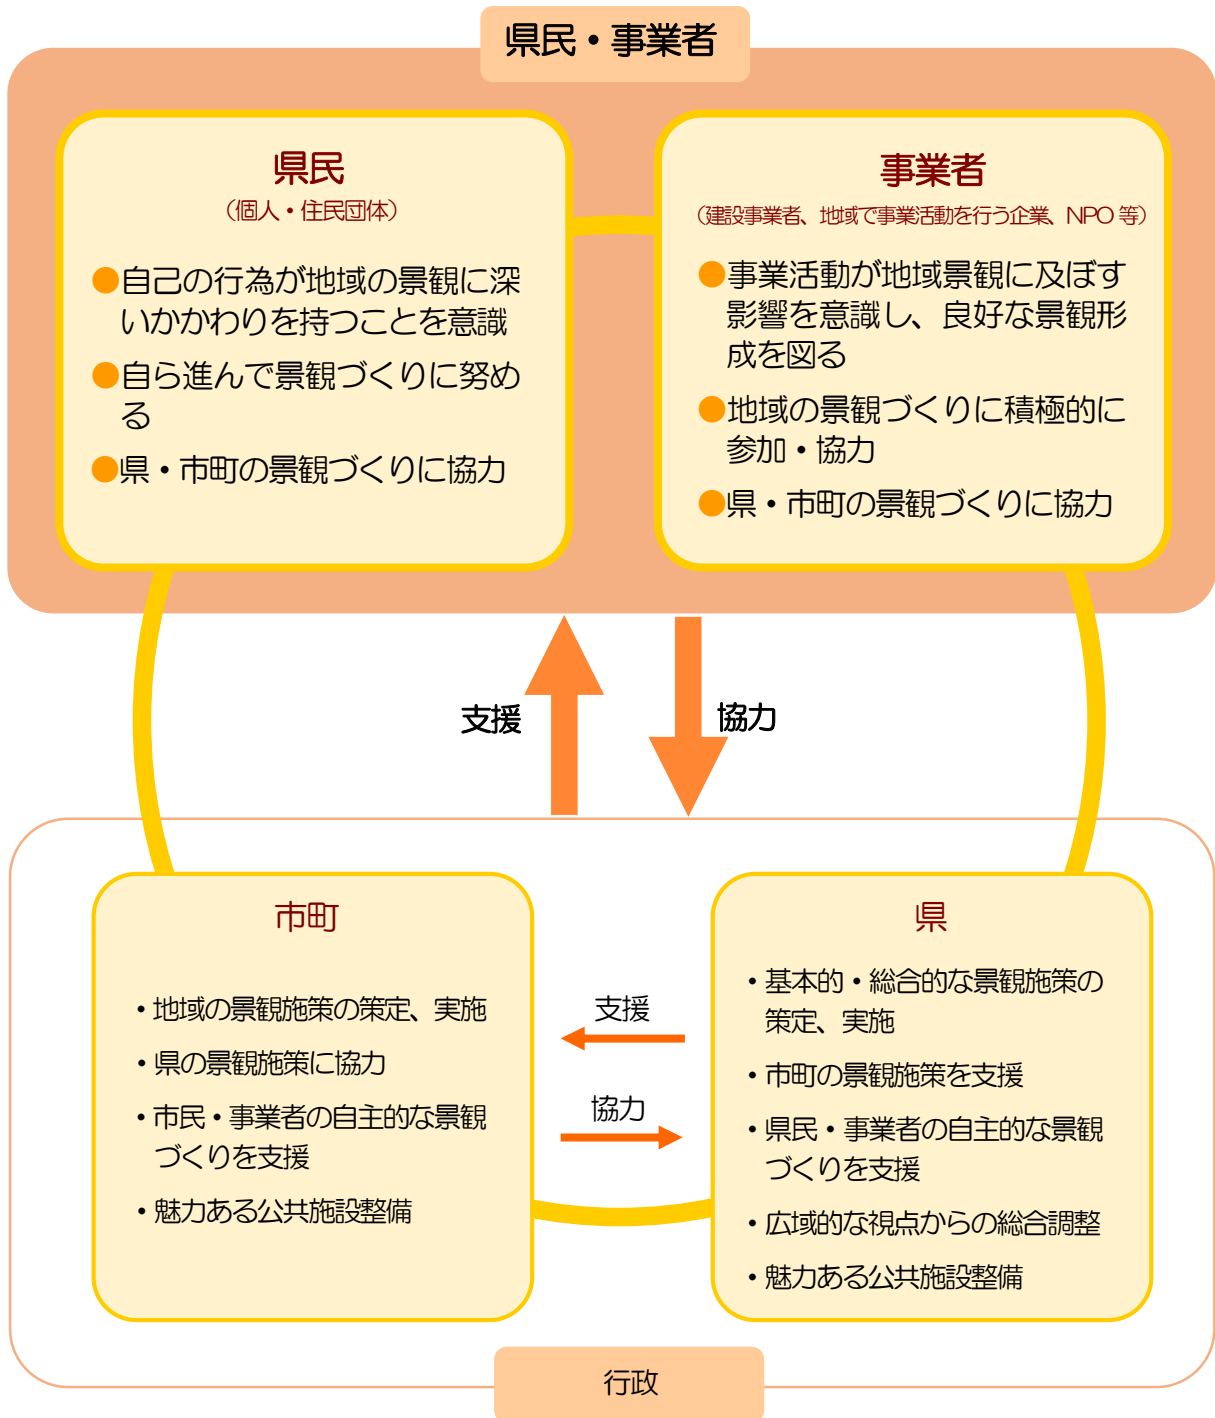 県民・事業者
県民
（個人・住民団体）
●自己の行為が地域の景観に深
いかかわりを持つことを意識
●自ら進んで景観づくりに努め
る
●県・市町の景観づくりに協力
事業者
（建設事業者、地域で事業活動を行う企業、NPO 等）
●事業活動が地域景観に及ぼす
影響を意識し、良好な景観形
成を図る
●地域の景観づくりに積極的に
参加・協力
●県・市町の景観づくりに協力
支援
協力
市町
・地域の景観施策の策定、実施
・県の景観施策に協力
・市民・事業者の自主的な景観
づくりを支援
・魅力ある公共施設整備
支援
協力
県
・基本的・総合的な景観施策の
策定、実施
・市町の景観施策を支援
・県民・事業者の自主的な景観
づくりを支援
・広域的な視点からの総合調整
・魅力ある公共施設整備
行政